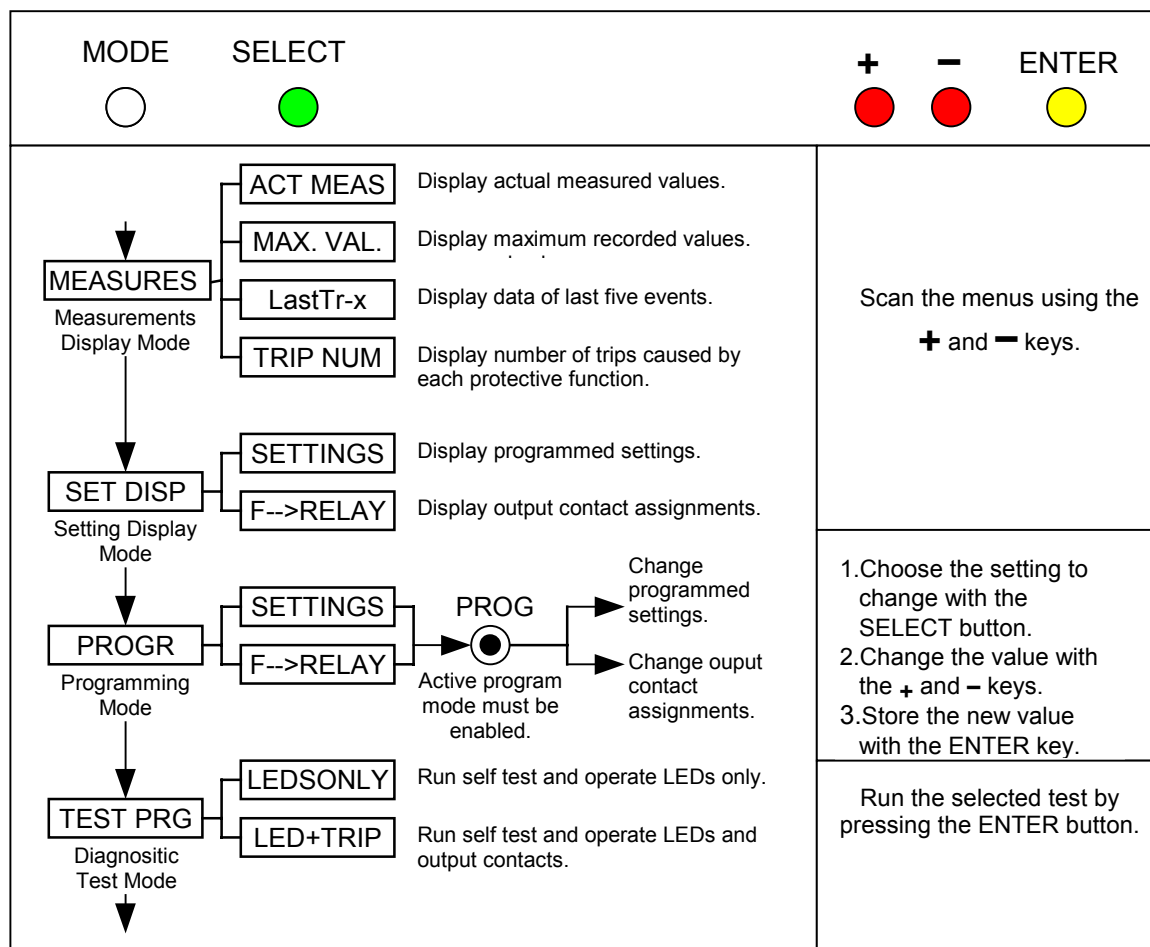 MODE SELECT + − ENTER
ACT MEAS Display actual measured values.
MAX. VAL. Display maximum recorded values.
MEASURES
LastTr-x Display data of last five events.
Measurements
Display Mode
TRIP NUM Display number of trips caused by
each protective function.
Scan the menus using the
+ and − keys.
SETTINGS Display programmed settings.
SET DISP
F-->RELAY Display output contact assignments.
Setting Display
Mode
SETTINGS
PROGR
F-->RELAY
Programming
Mode
PROG
Active program
mode must be
enabled.
Change
programmed
settings.
Change ouput
contact
assignments.
1.Choose the setting to
change with the
SELECT button.
2.Change the value with
the + and − keys.
3.Store the new value
with the ENTER key.
LEDSONLY Run self test and operate LEDs only.
TEST PRG
LED+TRIP Run self test and operate LEDs and
output contacts.
Diagnositic
Test Mode
Run the selected test by
pressing the ENTER button.